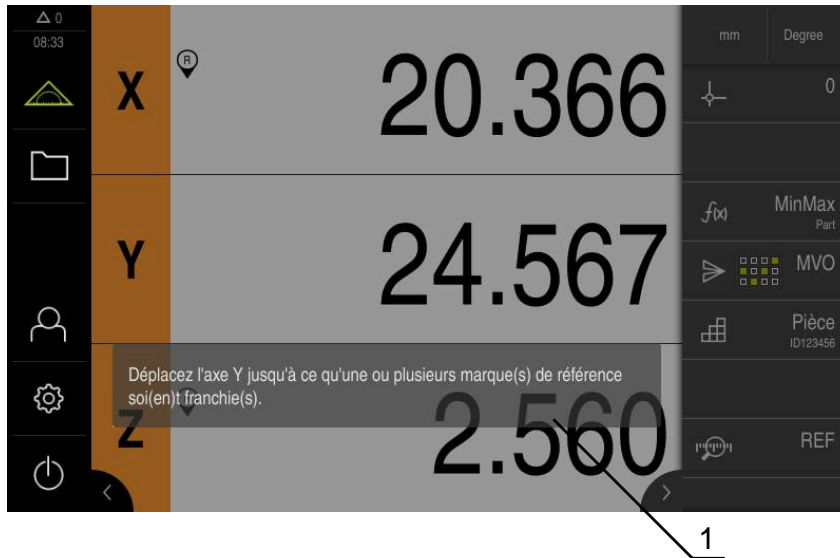 0
08:33
mm Degree
X R 20.366
0
Y 24.567
f(x) MinMax
Part
MVO
Pièce
ID123456
Déplacez l'axe Y jusqu'à ce qu'une ou plusieurs marque(s) de référence
soi(en)t franchie(s).
Z 2.560
REF
1